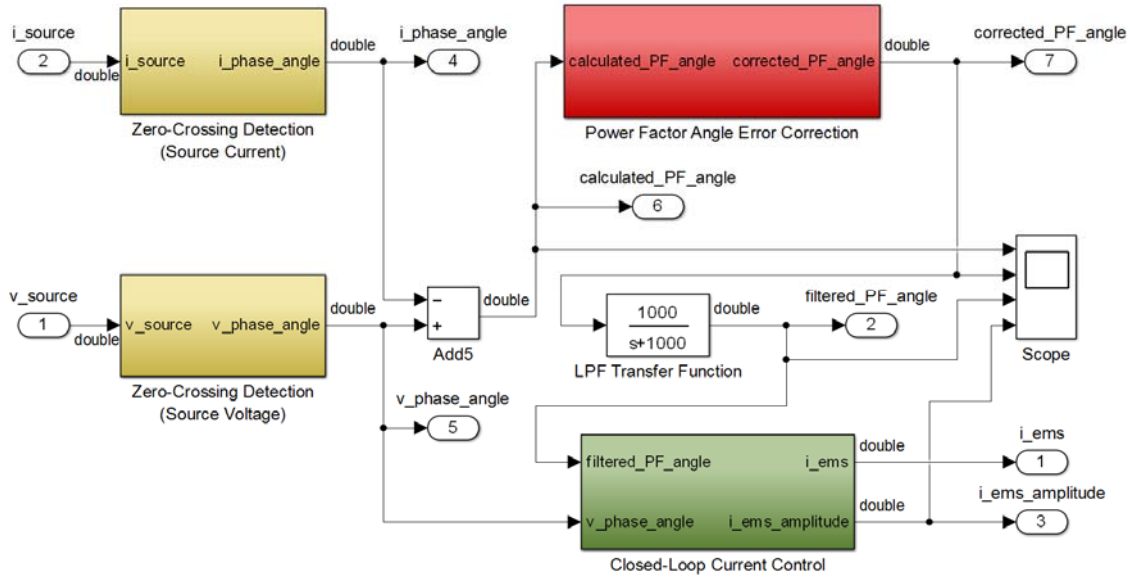 i_source
2
double
i_source
i_phase_angle
double
Zero-Crossing Detection
(Source Current)
i_phase_angle
4
calculated_PF_angle
corrected_PF_angle
double
Power Factor Angle Error Correction
corrected_PF_angle
7
calculated_PF_angle
6
v_source
1
double
v_source
v_phase_angle
double
Zero-Crossing Detection
(Source Voltage)
−
+
double
Add5
1000
s+1000
double
LPF Transfer Function
filtered_PF_angle
2
Scope
v_phase_angle
5
filtered_PF_angle
i_ems
double
v_phase_angle
i_ems_amplitude
double
Closed-Loop Current Control
i_ems
1
i_ems_amplitude
3